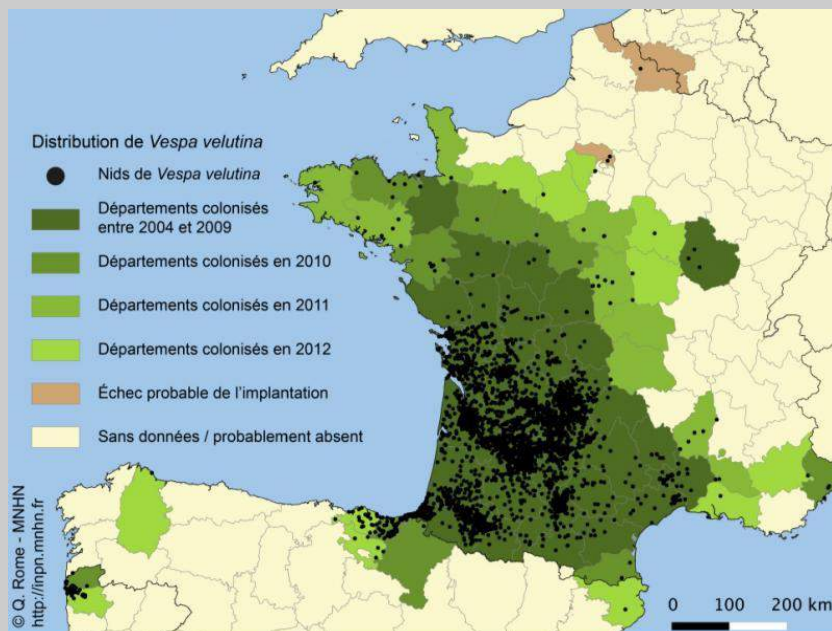 Distribution de Vespa velutina
Nids de Vespa velutina
Départements colonisés
entre 2004 et 2009
Départements colonisés en 2010
Départements colonisés en 2011
Départements colonisés en 2012
Échec probable de l'implantation
Sans données / probablement absent
© Q. Rome - MNHN
http://inpn.mnhn.fr
0 100 200 km